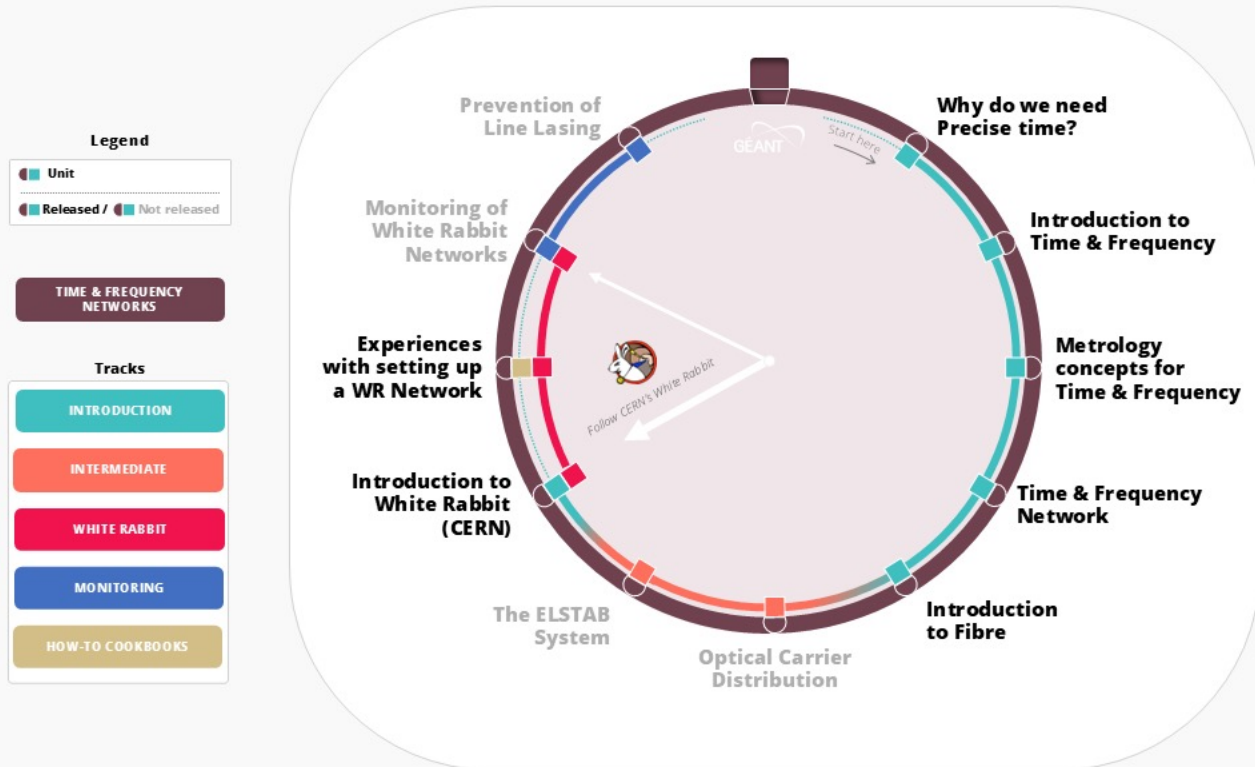 Legend
Unit
Released / Not released
TIME & FREQUENCY
NETWORKS
Tracks
INTRODUCTION
INTERMEDIATE
WHITE RABBIT
MONITORING
HOW-TO COOKBOOKS
GÉANT
Start here
Why do we need
Precise time?
Introduction to
Time & Frequency
Metrology
concepts for
Time & Frequency
Time & Frequency
Network
Introduction
to Fibre
Optical Carrier
Distribution
The ELSTAB
System
Introduction to
White Rabbit
(CERN)
Experiences
with setting up
a WR Network
Monitoring of
White Rabbit
Networks
Prevention of
Line Lasing
Follow CERN's White Rabbit